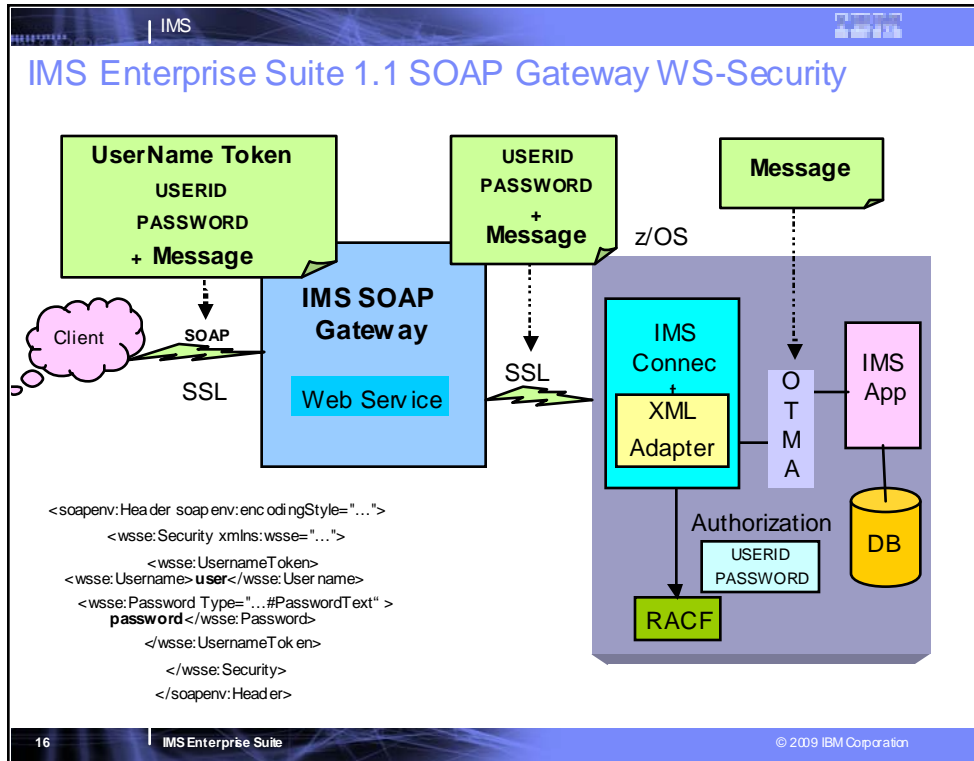 IMS
IBM
IMS Enterprise Suite 1.1 SOAP Gateway WS-Security
UserName Token
USERID
PASSWORD
+ Message
USERID
PASSWORD
+
Message
Message
z/OS
Client
SOAP
SSL
IMS SOAP
Gateway
Web Service
SSL
IMS
Connec
t
XML
Adapter
O
T
M
A
IMS
App
DB
Authorization
USERID
PASSWORD
RACF
<soapenv:Header soapenv:encodingStyle="...">
<wsse:Security xmlns:wsse="...">
<wsse:UsernameToken>
<wsse:Username>user</wsse:Username>
<wsse:Password Type="...#PasswordText“ >
password</wsse:Password>
</wsse:UsernameToken>
</wsse:Security>
</soapenv:Header>
16
IMS Enterprise Suite
© 2009 IBM Corporation